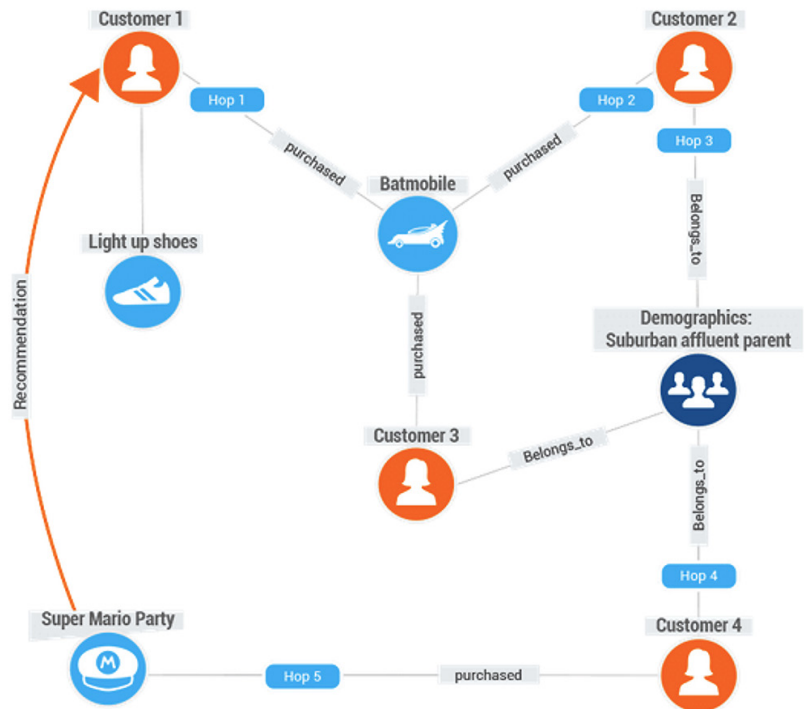 Customer 1
Customer 2
Hop 1
Hop 2
Hop 3
purchased
purchased
Batmobile
Belongs_to
Light up shoes
Recommendation
purchased
Demographics:
Suburban affluent parent
Customer 3
Belongs_to
Belongs_to
Hop 4
Super Mario Party
Customer 4
M
Hop 5
purchased